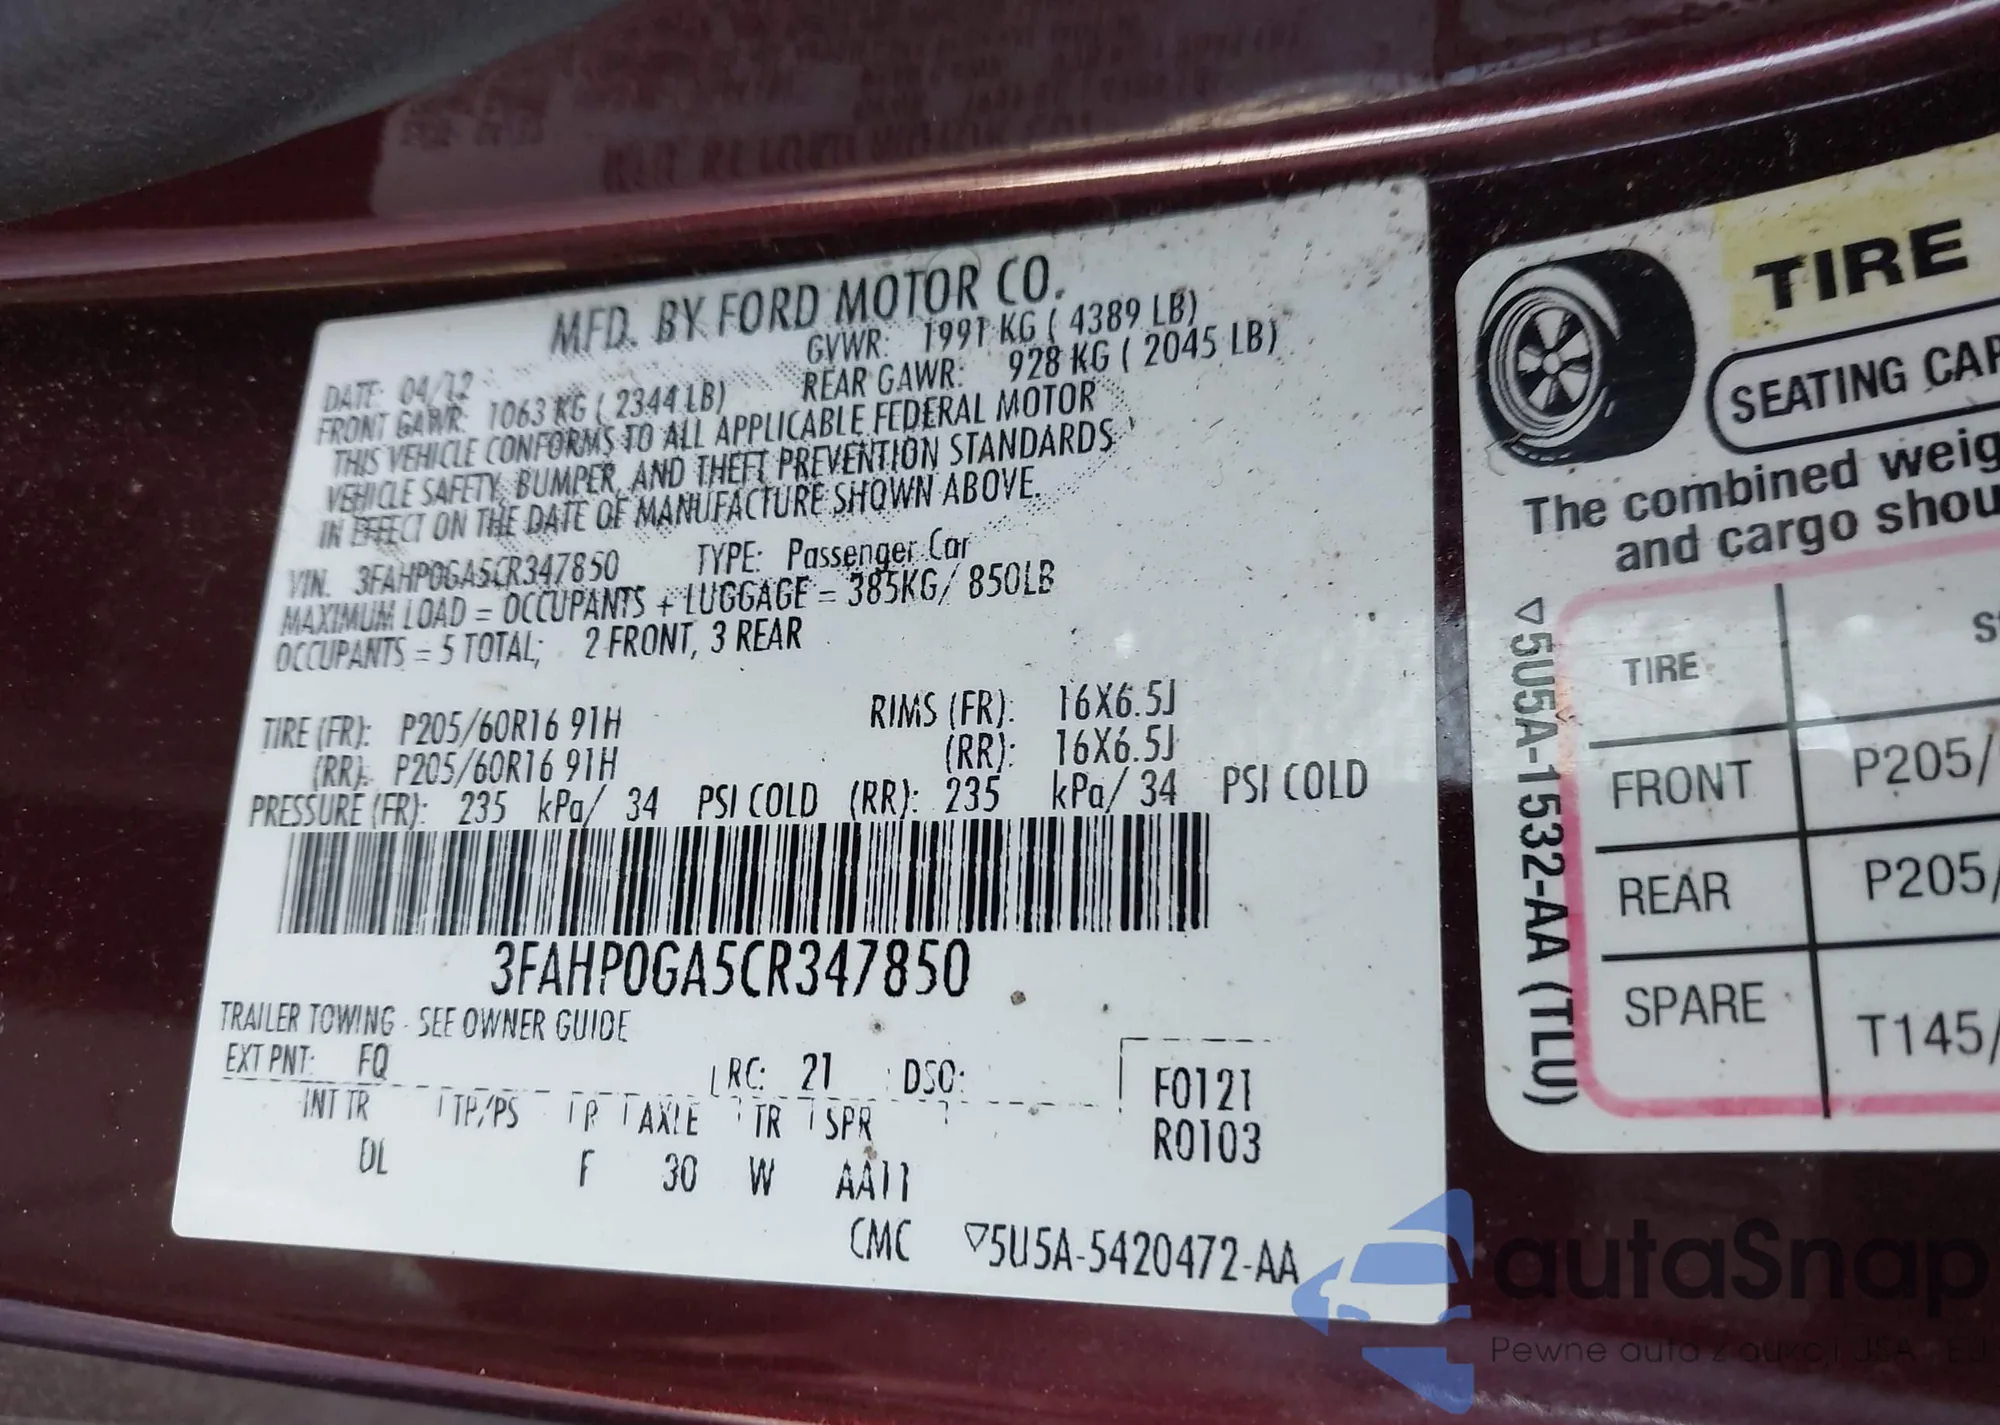 MFD. BY FORD MOTOR CO.
DATE: 04/12 GVWR: 1991 KG ( 4389 LB)
FRONT GAWR: 1063 KG ( 2344 LB) REAR GAWR: 928 KG ( 2045 LB)
THIS VEHICLE CONFORMS TO ALL APPLICABLE FEDERAL MOTOR
VEHICLE SAFETY, BUMPER, AND THEFT PREVENTION STANDARDS
IN EFFECT ON THE DATE OF MANUFACTURE SHOWN ABOVE.
VIN. 3FAHP0GA5CR347850 TYPE: Passenger Car
MAXIMUM LOAD = OCCUPANTS + LUGGAGE = 385KG/ 850LB
OCCUPANTS = 5 TOTAL; 2 FRONT, 3 REAR
TIRE (FR): P205/60R16 91H RIMS (FR): 16X6.5J
(RR): P205/60R16 91H (RR): 16X6.5J
PRESSURE (FR): 235 kPa/ 34 PSI COLD (RR): 235 kPa/ 34 PSI COLD
3FAHP0GA5CR347850
TRAILER TOWING - SEE OWNER GUIDE
EXT PNT: FQ RC: 21 DSO: F0121
INT TR TP/PS R AXLE TR SPR R0103
DL F 30 W AA11
CMC ▽5U5A-5420472-AA
TIRE
SEATING CAP
The combined weig
and cargo shou
▽5U5A-1532-AA (TLU)
TIRE
FRONT P205/
REAR P205/
SPARE T145/
autaSnap
Pewne auta z aukcji USA i EU